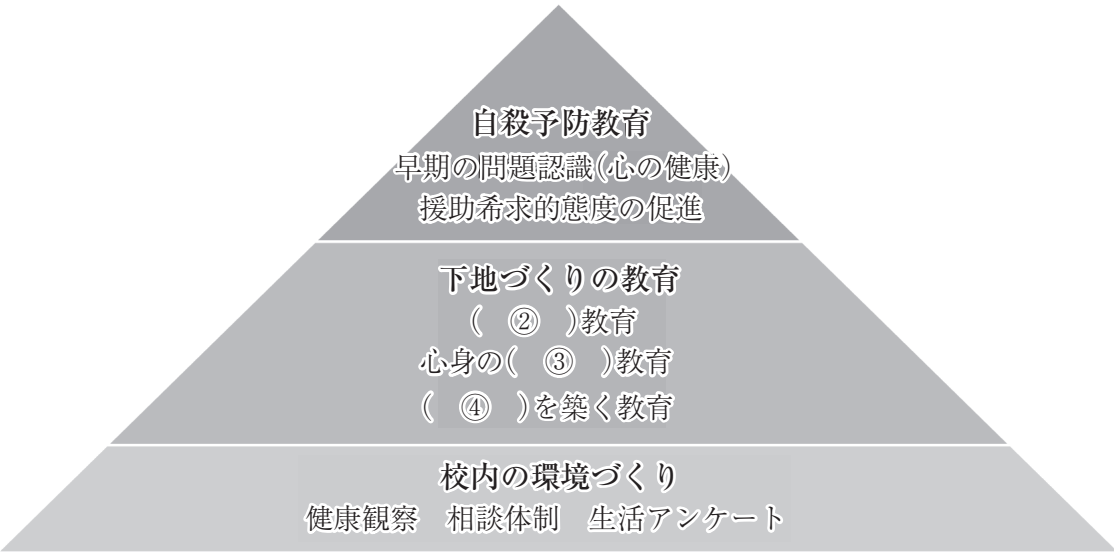 自殺予防教育
早期の問題認識(心の健康)
援助希求的態度の促進
下地づくりの教育
(　②　)教育
心身の(　③　)教育
(　④　)を築く教育
校内の環境づくり
健康観察　相談体制　生活アンケート